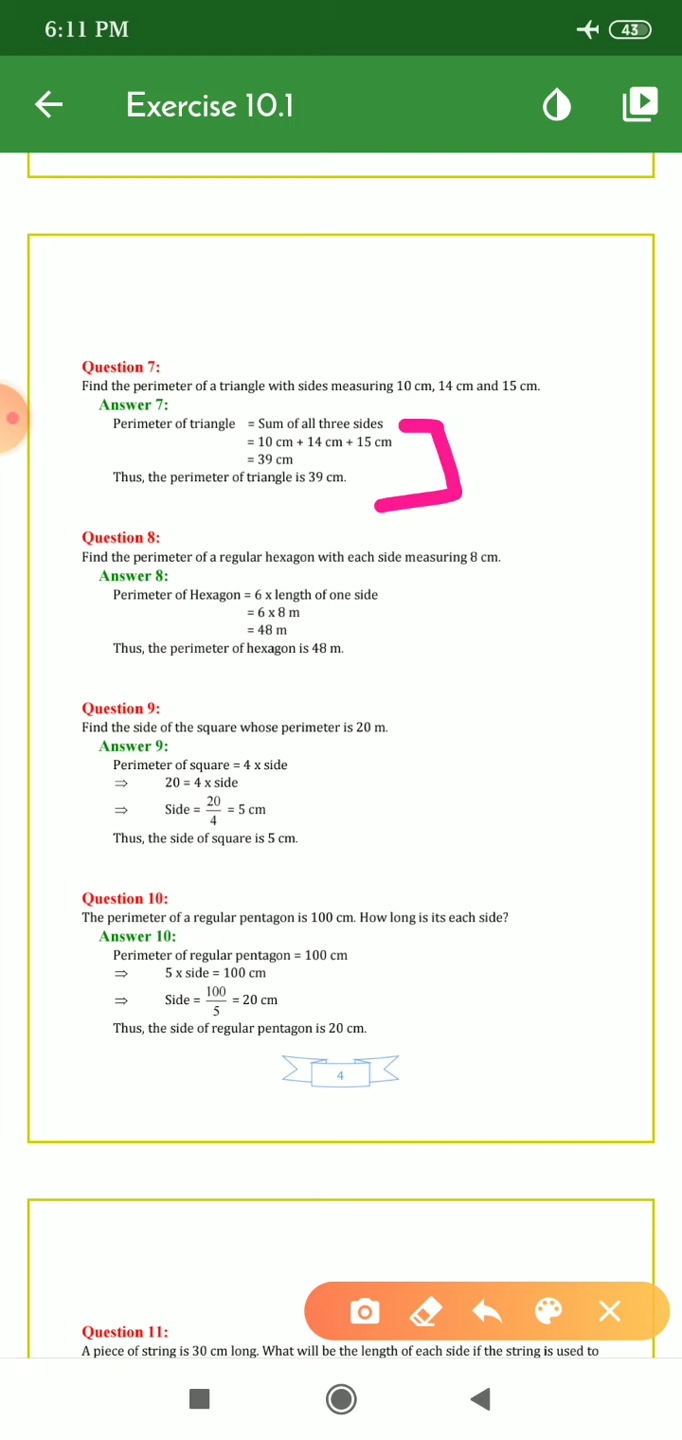 6:11 PM
43
Exercise 10.1
Question 7:
Find the perimeter of a triangle with sides measuring 10 cm, 14 cm and 15 cm.
Answer 7:
Perimeter of triangle = Sum of all three sides
= 10 cm + 14 cm + 15 cm
= 39 cm
Thus, the perimeter of triangle is 39 cm.
Question 8:
Find the perimeter of a regular hexagon with each side measuring 8 cm.
Answer 8:
Perimeter of Hexagon = 6 x length of one side
= 6 x 8 m
= 48 m
Thus, the perimeter of hexagon is 48 m.
Question 9:
Find the side of the square whose perimeter is 20 m.
Answer 9:
Perimeter of square = 4 x side
⇒ 20 = 4 x side
⇒ Side = 20/4 = 5 cm
Thus, the side of square is 5 cm.
Question 10:
The perimeter of a regular pentagon is 100 cm. How long is its each side?
Answer 10:
Perimeter of regular pentagon = 100 cm
⇒ 5 x side = 100 cm
⇒ Side = 100/5 = 20 cm
Thus, the side of regular pentagon is 20 cm.
4
Question 11:
A piece of string is 30 cm long. What will be the length of each side if the string is used to